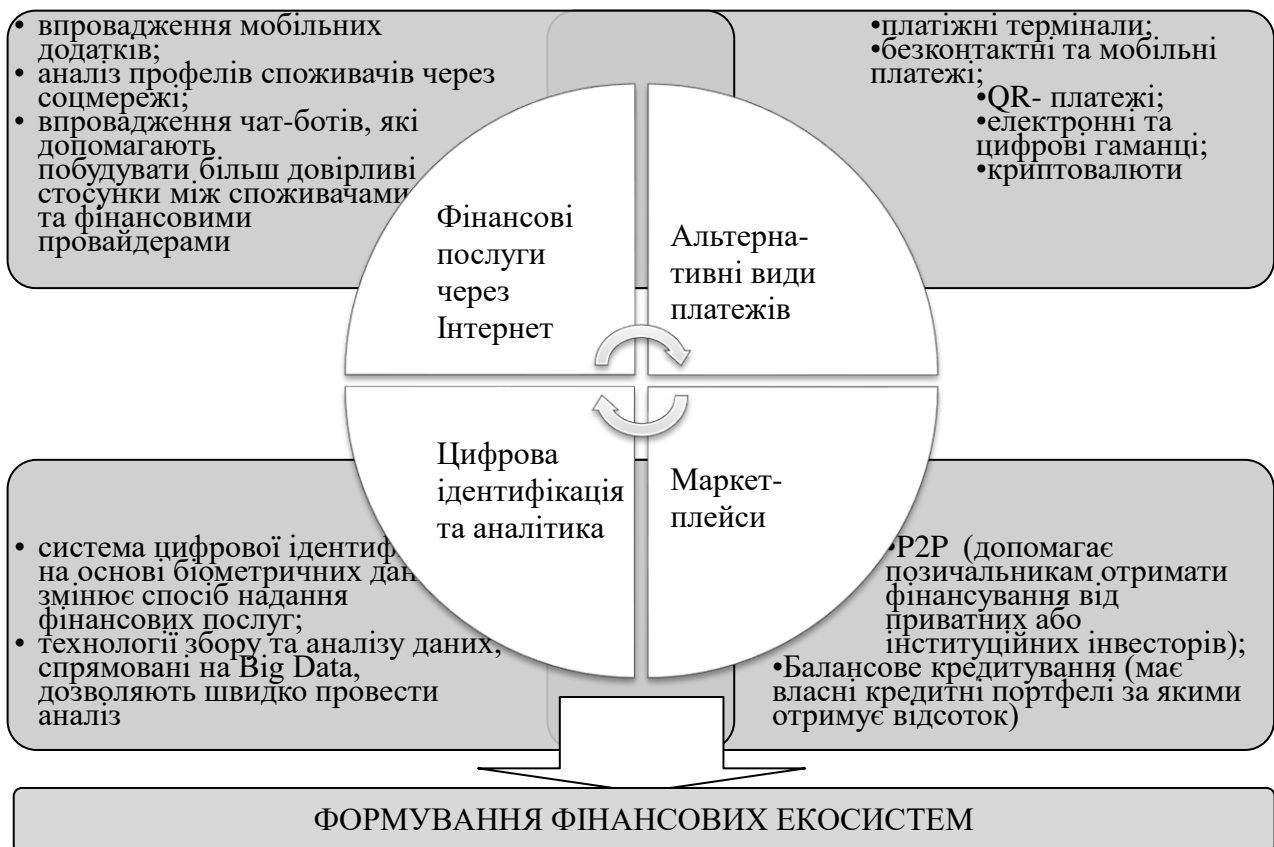 • впровадження мобільних
додатків;
• аналіз профелів споживачів через
соцмережі;
• впровадження чат-ботів, які
допомагають
побудувати більш довірливі
стосунки між споживачами
та фінансовими
провайдерами
•платіжні термінали;
•безконтактні та мобільні
платежі;
•QR- платежі;
•електронні та
цифрові гаманці;
•криптовалюти
Фінансові
послуги
через
Інтернет
Альтерна-
тивні види
платежів
Цифрова
ідентифікація
та аналітика
Маркет-
плейси
• система цифрової
на основі біометричних
змінює спосіб надання
фінансових послуг;
• технології збору та аналізу даних,
спрямовані на Big Data,
дозволяють швидко провести
аналіз
•P2P (допомагає
позичальникам отримати
фінансування від
приватних або
інституційних інвесторів);
•Балансове кредитування (має
власні кредитні портфелі за якими
отримує відсоток)
ФОРМУВАННЯ ФІНАНСОВИХ ЕКОСИСТЕМ